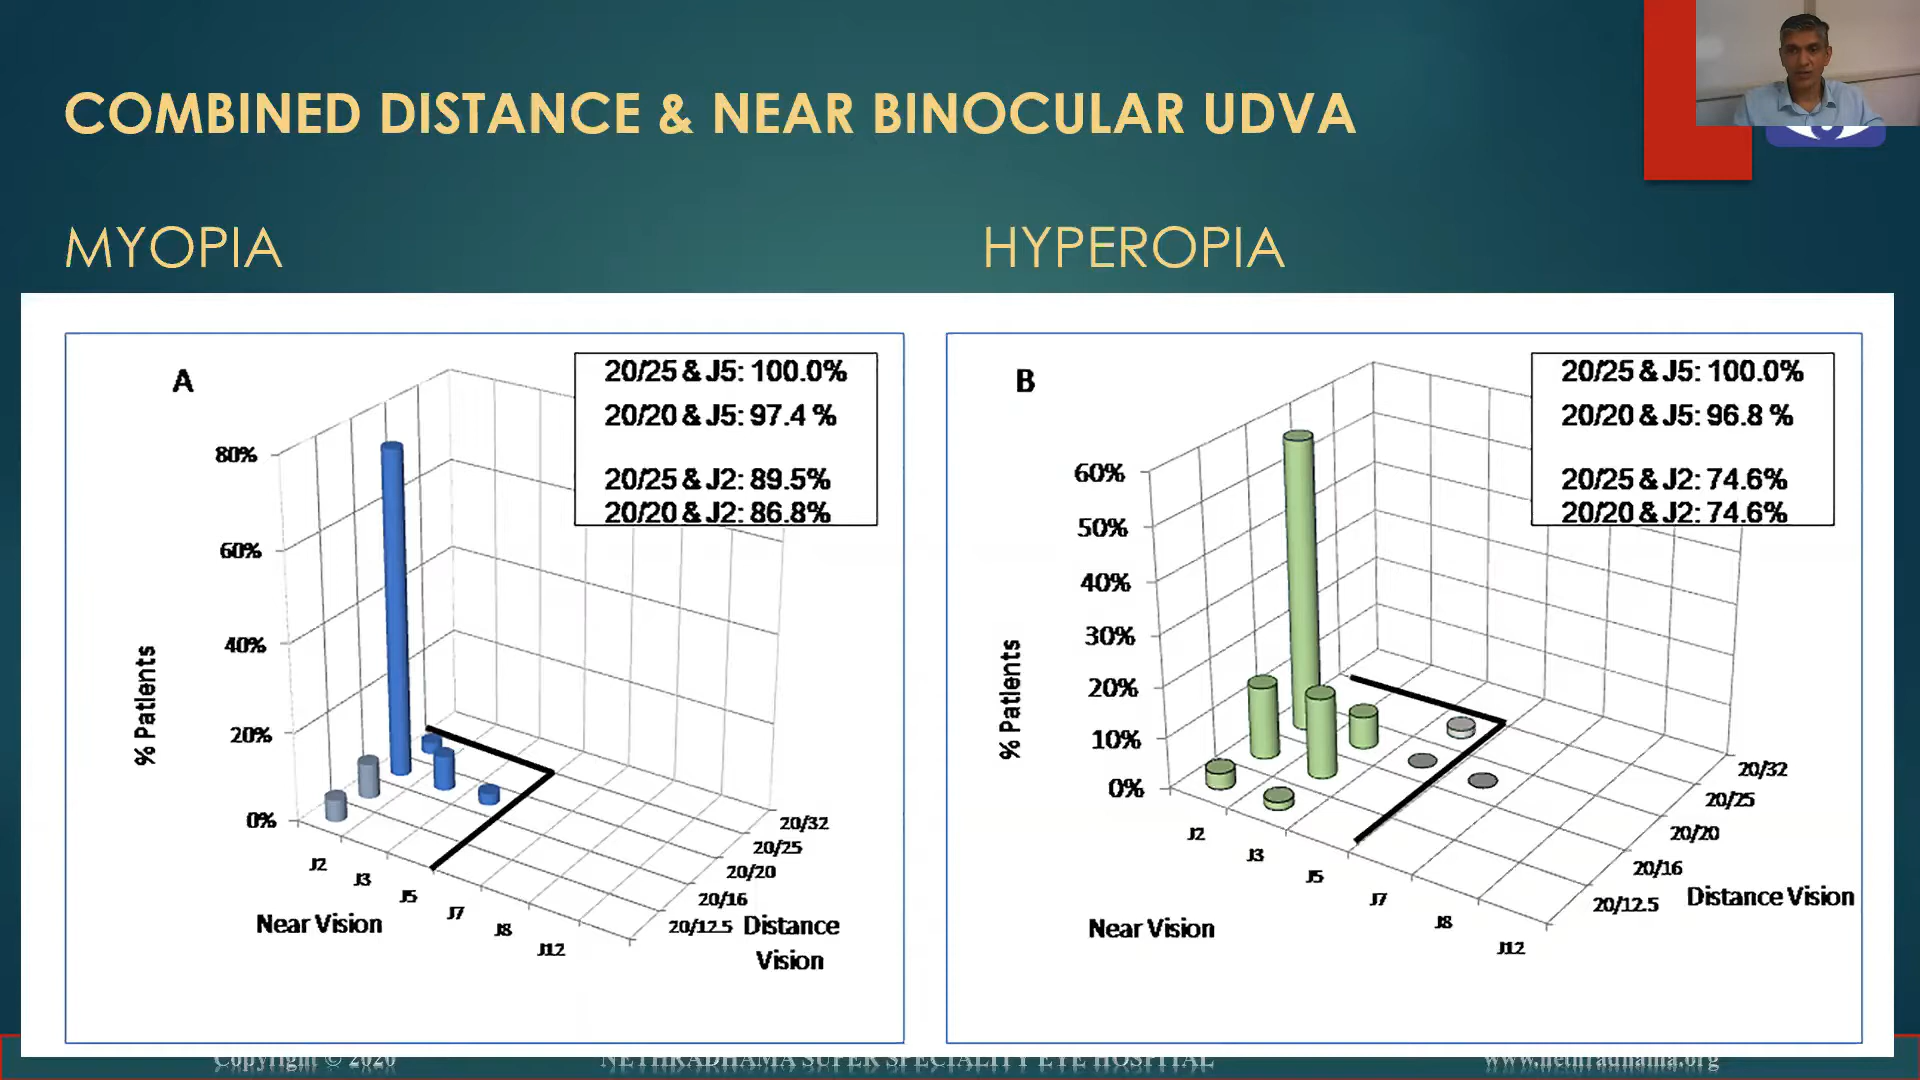 COMBINED DISTANCE & NEAR BINOCULAR UDVA
MYOPIA
HYPEROPIA
A
20/25 & J5: 100.0%
20/20 & J5: 97.4 %
20/25 & J2: 89.5%
20/20 & J2: 86.8%
80%
60%
40%
20%
0%
% Patients
J2
J3
J5
J7
J8
J12
Near Vision
20/32
20/25
20/20
20/16
20/12.5
Distance
Vision
B
20/25 & J5: 100.0%
20/20 & J5: 96.8 %
20/25 & J2: 74.6%
20/20 & J2: 74.6%
60%
50%
40%
30%
20%
10%
0%
% Patients
J2
J3
J5
J7
J8
J12
Near Vision
20/32
20/25
20/20
20/16
20/12.5
Distance Vision
Copyright © 2020
NETHRADHAMA SUPER SPECIALITY EYE HOSPITAL
www.nethradhama.org